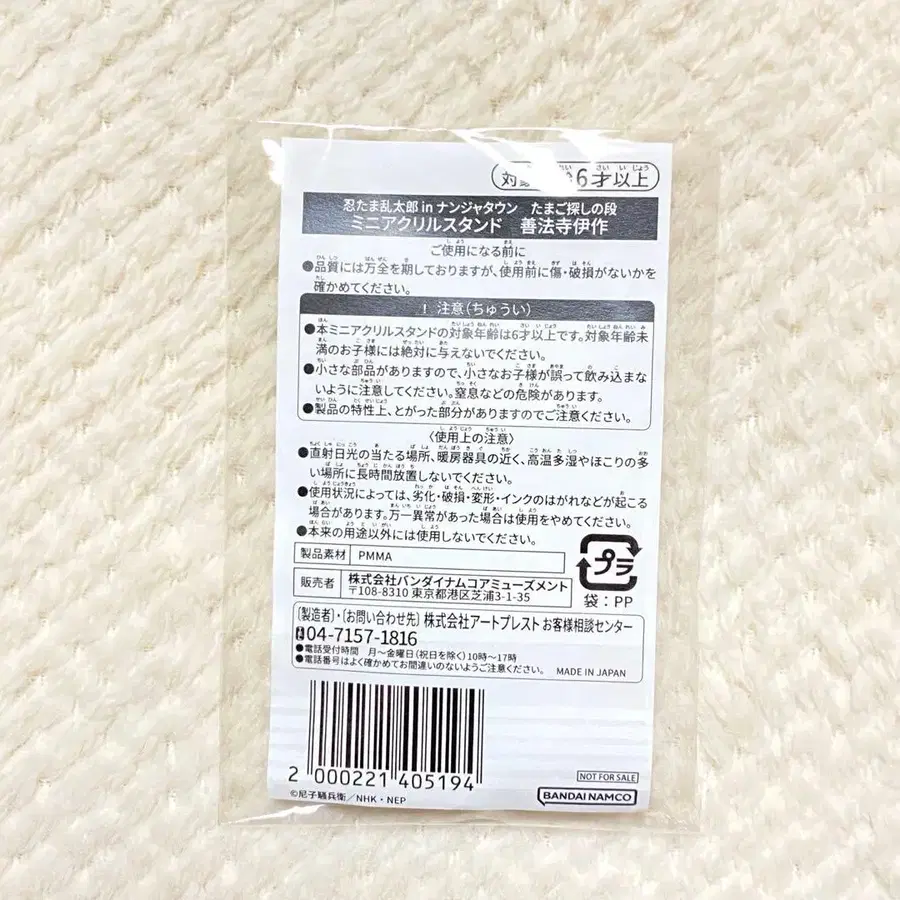 対象年齢6才以上
忍たま乱太郎 in ナンジャタウン たまご探しの段
ミニアクリルスタンド 善法寺伊作
ご使用になる前に
●品質には万全を期しておりますが、使用前に傷・破損がないかを
確かめてください。
! 注意(ちゅうい)
●本ミニアクリルスタンドの対象年齢は6才以上です。対象年齢未
満のお子様には絶対に与えないでください。
●小さな部品がありますので、小さなお子様が誤って飲み込まな
いように注意してください。窒息などの危険があります。
●製品の特性上、とがった部分がありますのでご注意ください。
〈使用上の注意〉
●直射日光の当たる場所、暖房器具の近く、高温多湿やほこりの多
い場所に長時間放置しないでください。
●使用状況によっては、劣化・破損・変形・インクのはがれなどが起こる
場合があります。万一異常があった場合は使用をやめてください。
●本来の用途以外には使用しないでください。
製品素材 PMMA
プラ
袋:PP
販売者 株式会社バンダイナムコアミューズメント
〒108-8310 東京都港区芝浦3-1-35
〔製造者〕・〔お問い合わせ先〕株式会社アートプレスト お客様相談センター
04-7157-1816
●電話受付時間 月~金曜日(祝日を除く)10時~17時
●電話番号はよく確かめてお間違いのないようご注意ください。 MADE IN JAPAN
2 000221 405194
NOT FOR SALE
©尼子騒兵衛/NHK・NEP
BANDAI NAMCO